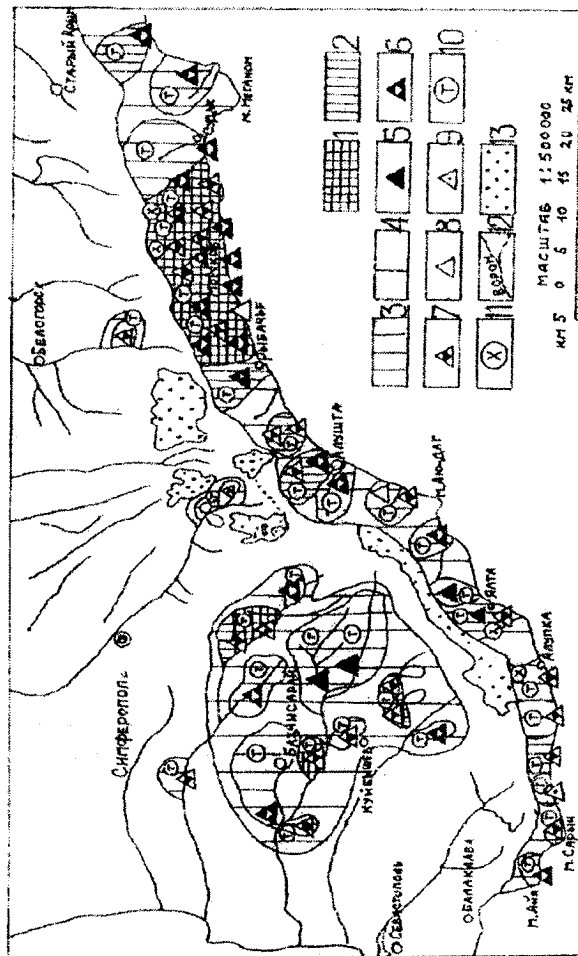 СТАРЫЙ КРЫМ
СУДАК
М. МЕГАНОМ
БЕЛОГОРСК
РЫБАЧЬЕ
АЛУШТА
М. АЮ-ДАГ
ЯЛТА
АЛУПКА
СИМФЕРОПОЛЬ
БАХЧИСАРАЙ
КУЙБЫШЕВО
СЕВАСТОПОЛЬ
БАЛАКЛАВА
М. АЙЯ
М. САРЫЧ
1
2
3
4
5
6
7
8
9
10
11
12
13
ВОРОН
МАСШТАБ 1:500000
КМ 5 0 5 10 15 20 25 КМ